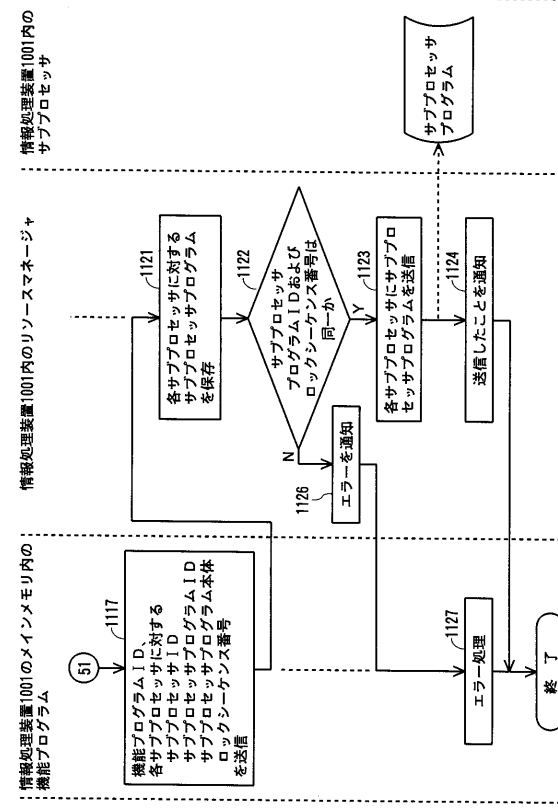 情報処理装置1001のメインメモリ内の
機能プログラム
情報処理装置1001内のリソースマネージャ
情報処理装置1001内の
サブプロセッサ
51
1117
機能プログラムID、
各サブプロセッサに対する
サブプロセッサID
サブプロセッサプログラムID
サブプロセッサプログラム本体
ロックシーケンス番号
を送信
1121
各サブプロセッサに対する
サブプロセッサプログラム
を保存
1122
サブプロセッサ
プログラムIDおよび
ロックシーケンス番号は
同一か
N
Y
1126
エラーを通知
1123
各サブプロセッサにサブプロ
セッサプログラムを送信
サブプロセッサ
プログラム
1124
送信したことを通知
1127
エラー処理
終 了